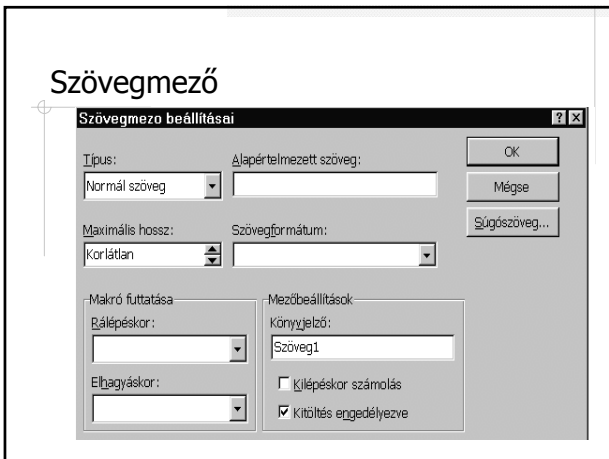 Szövegmező
Szövegmezo beállításai
Típus:
Alapértelmezett szöveg:
OK
Normál szöveg
Mégse
Maximális hossz:
Szövegformátum:
Súgószöveg...
Korlátlan
Makró futtatása
Mezőbeállítások
Rálépéskor:
Könyvjelző:
Szöveg1
Elhagyáskor:
Kilépéskor számolás
Kitöltés engedélyezve